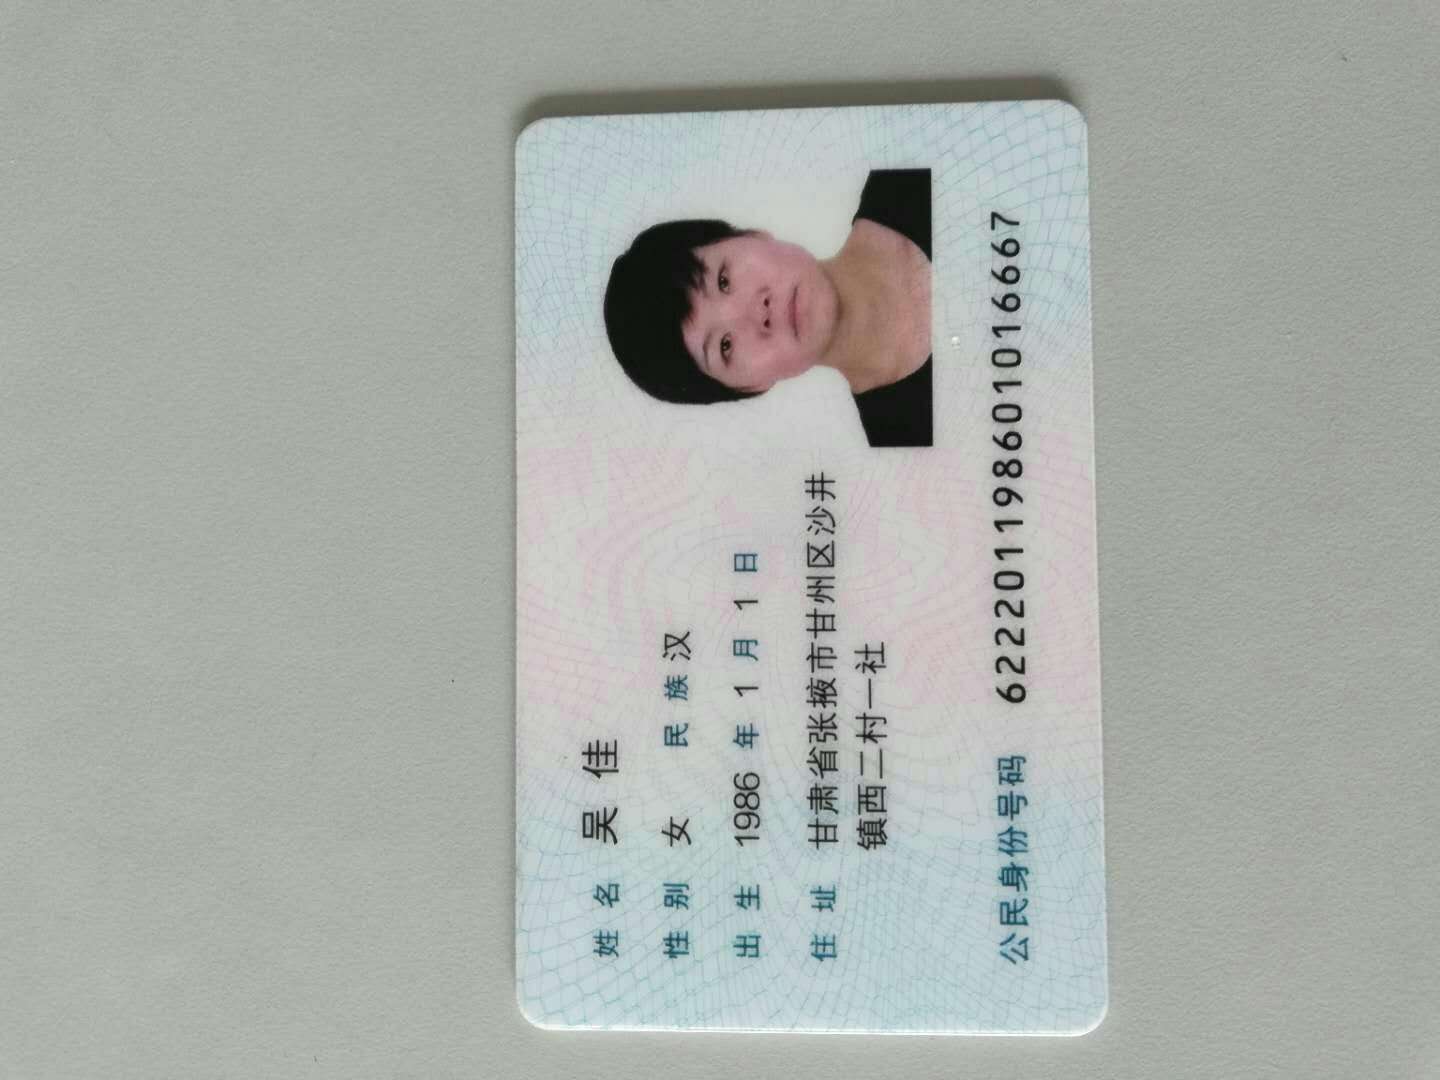 姓名 吴佳
性别 女 民族 汉
出生 1986 年 1 月 1 日
住址 甘肃省张掖市甘州区沙井
镇西二村一社
公民身份号码 622201198601016667